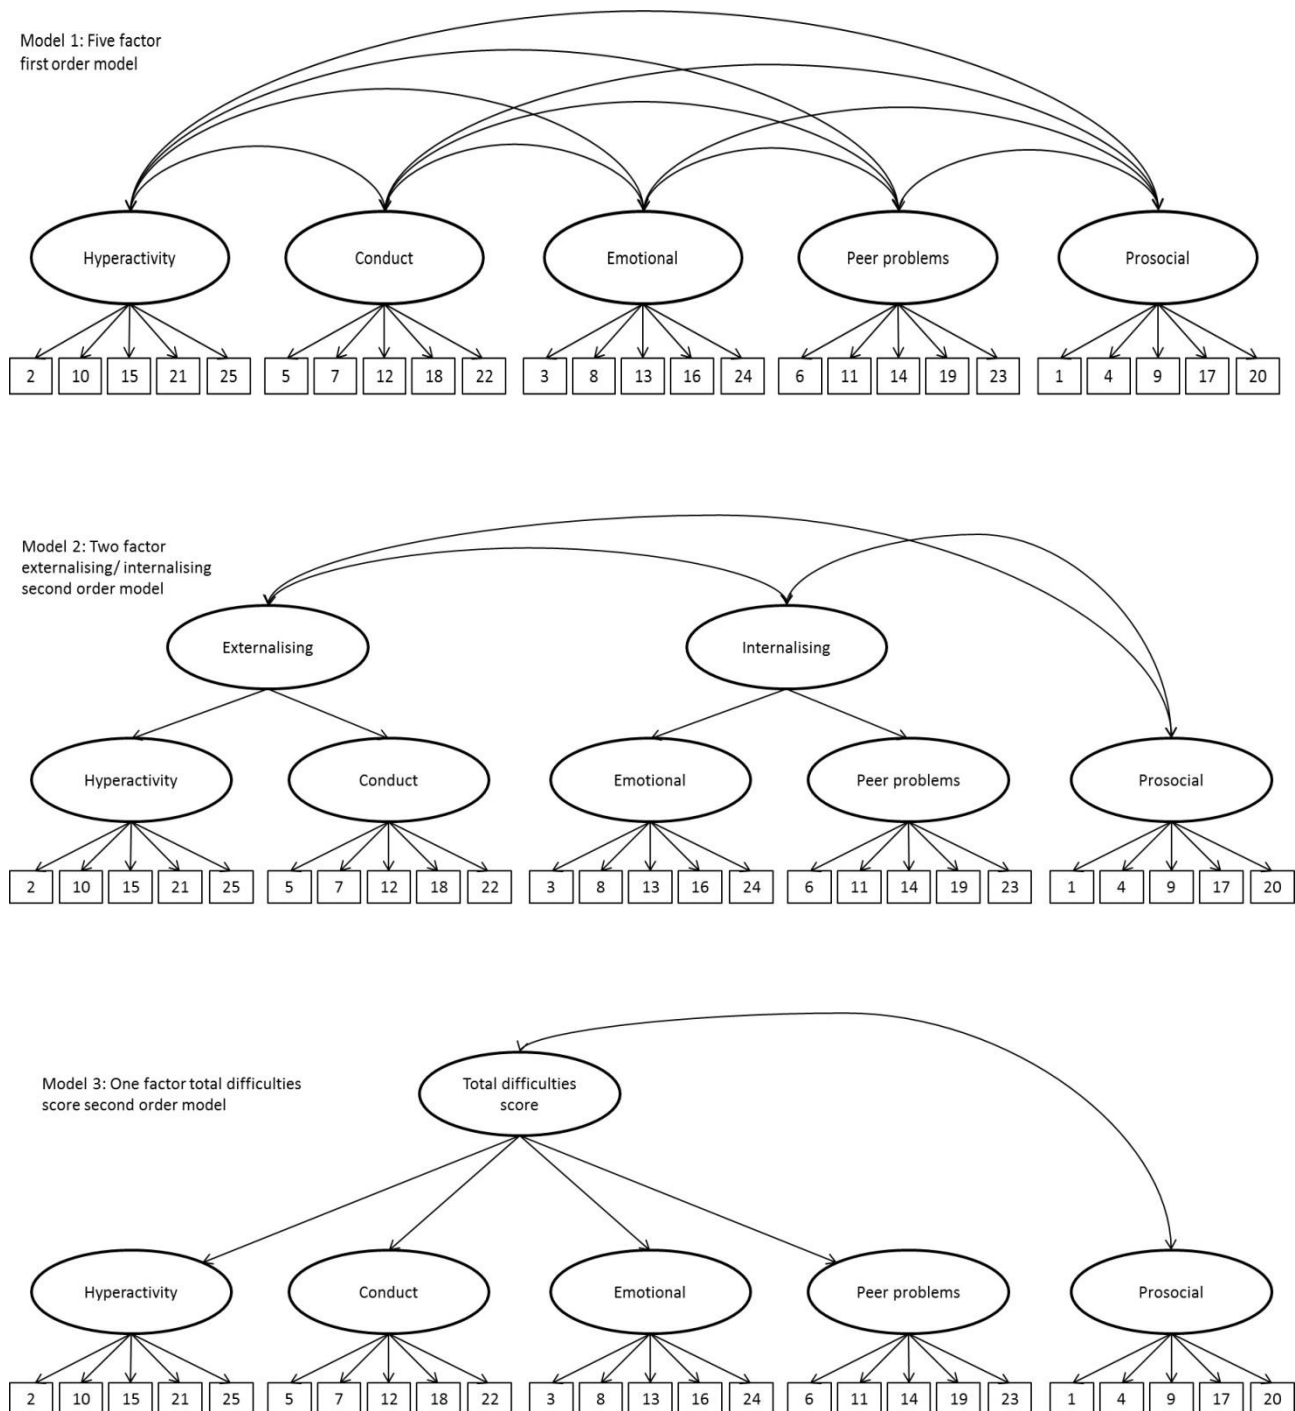 Model 1: Five factor
first order model
Hyperactivity Conduct Emotional Peer problems Prosocial
2 10 15 21 25 5 7 12 18 22 3 8 13 16 24 6 11 14 19 23 1 4 9 17 20
Model 2: Two factor
externalising/ internalising
second order model
Externalising Internalising
Hyperactivity Conduct Emotional Peer problems Prosocial
2 10 15 21 25 5 7 12 18 22 3 8 13 16 24 6 11 14 19 23 1 4 9 17 20
Model 3: One factor total difficulties
score second order model
Total difficulties
score
Hyperactivity Conduct Emotional Peer problems Prosocial
2 10 15 21 25 5 7 12 18 22 3 8 13 16 24 6 11 14 19 23 1 4 9 17 20